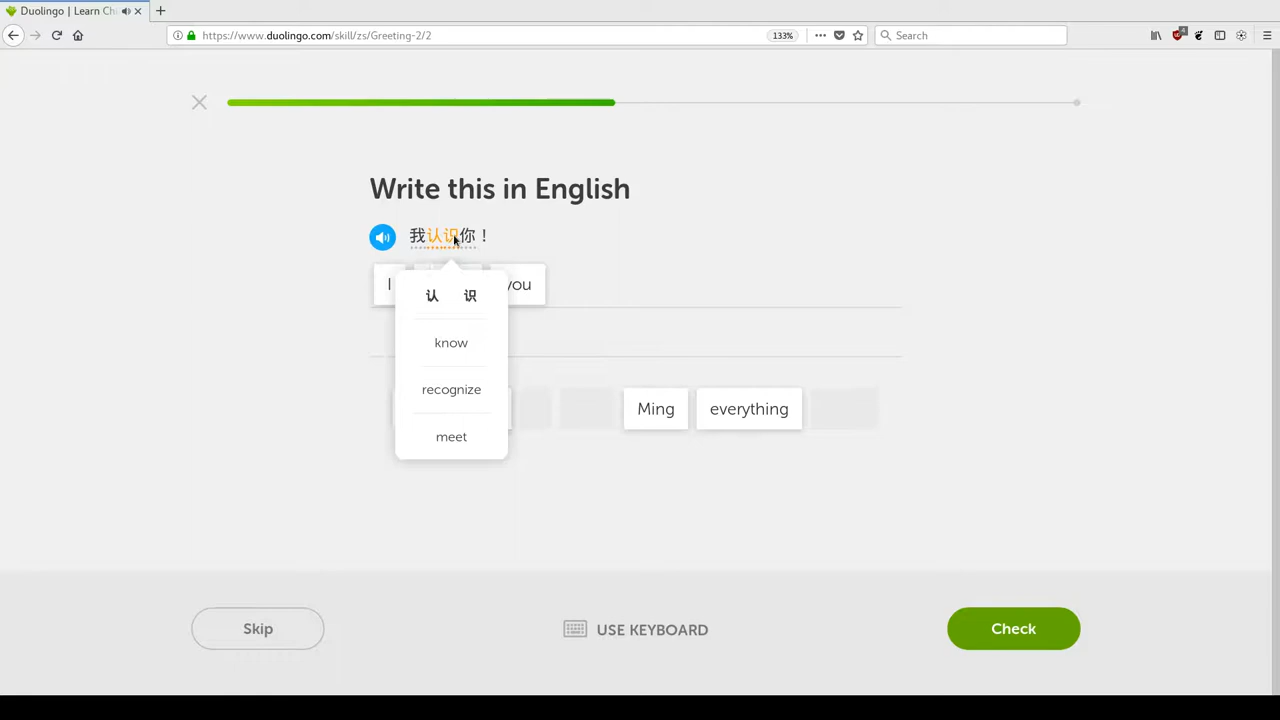 Duolingo | Learn Ch
https://www.duolingo.com/skill/zs/Greeting-2/2
133%
Search
Write this in English
我认识你！
I
you
认 识
know
recognize
meet
Ming
everything
Skip
USE KEYBOARD
Check